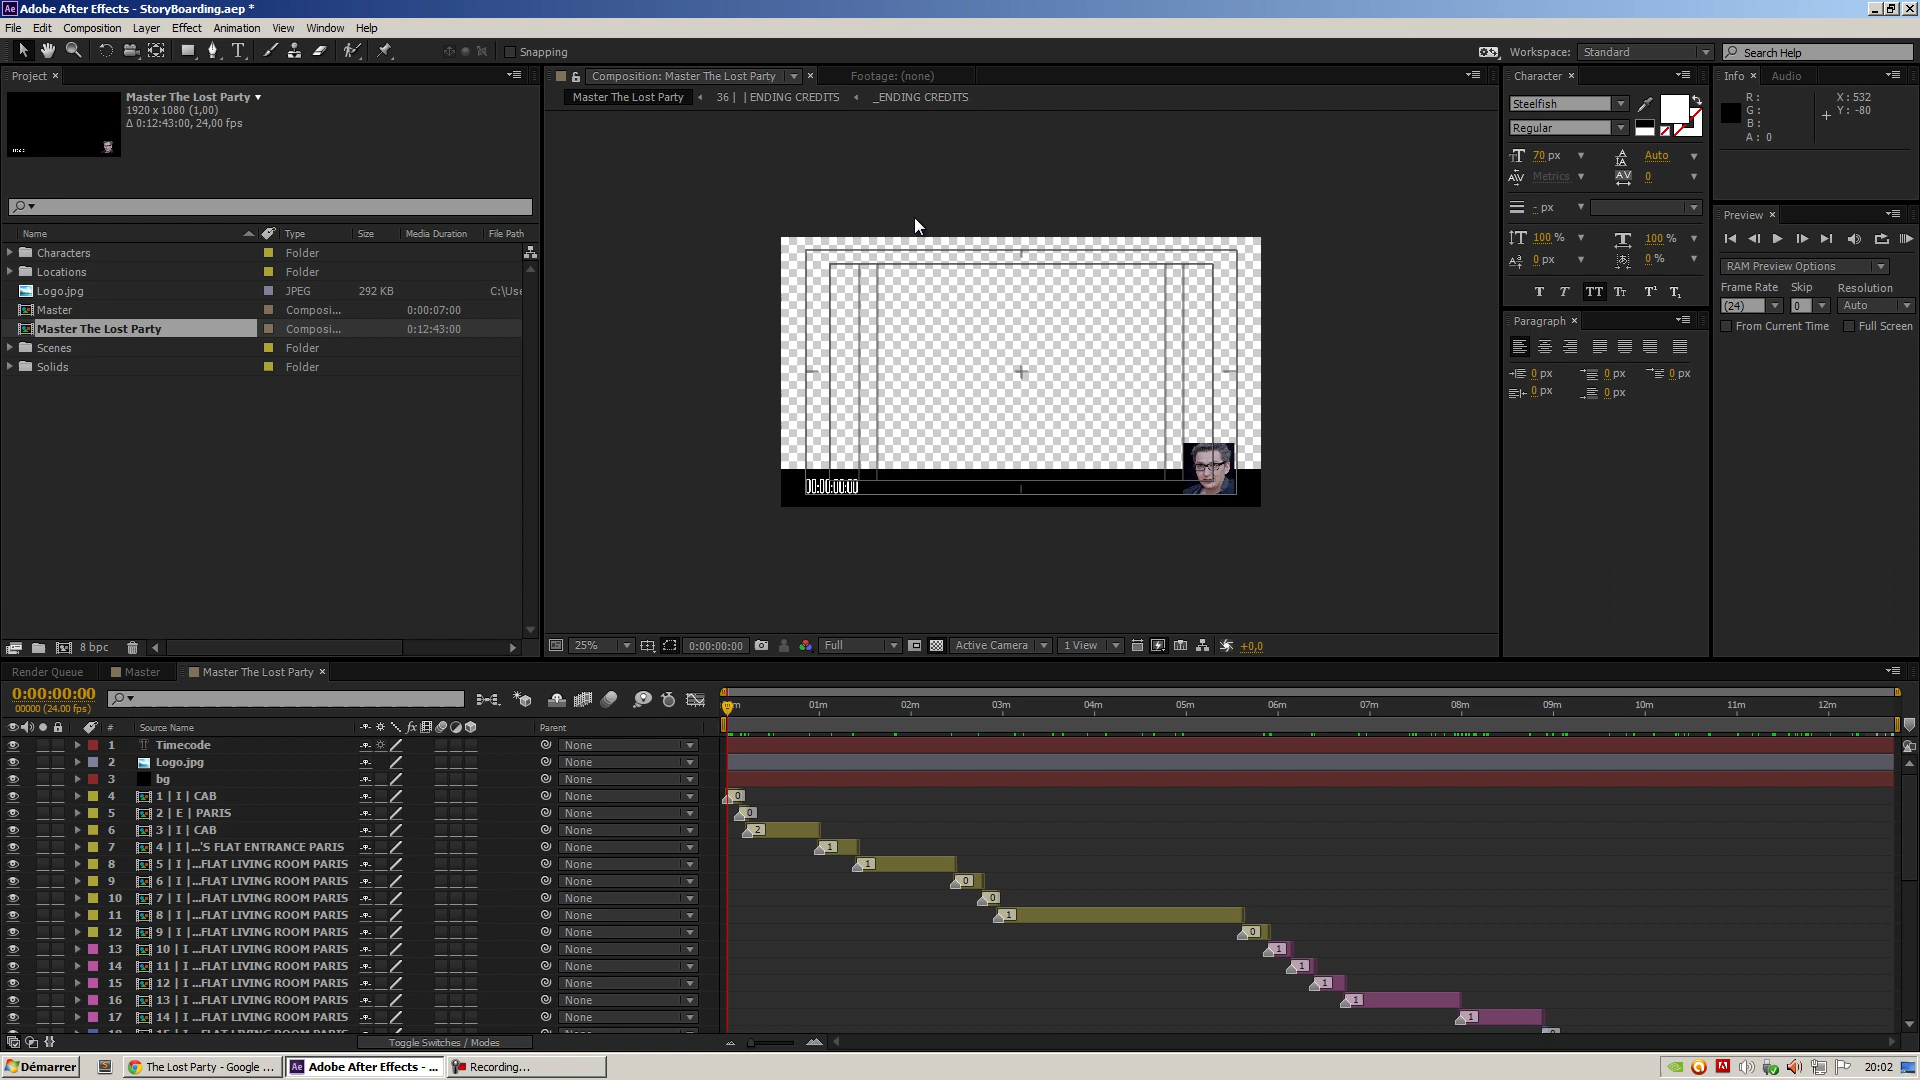 Adobe After Effects - StoryBoarding.aep *
File Edit Composition Layer Effect Animation View Window Help
Snapping
Workspace: Standard
Search Help
Project
Master The Lost Party
1920 x 1080 (1,00)
Δ 0:12:43:00, 24,00 fps
Name Type Size Media Duration File Path
Characters Folder
Locations Folder
Logo.jpg JPEG 292 KB C:\Use
Master Composi... 0:00:07:00
Master The Lost Party Composi... 0:12:43:00
Scenes Folder
Solids Folder
8 bpc
Composition: Master The Lost Party
Footage: (none)
Master The Lost Party 36 | | ENDING CREDITS _ENDING CREDITS
00:00:00:00
25% 0:00:00:00 Full Active Camera 1 View +0,0
Character
Steelfish
Regular
70 px Auto
Metrics 0
- px
100 % 100 %
0 px 0 %
T T TT Tt T¹ T₁
Paragraph
0 px 0 px 0 px
0 px 0 px
Info Audio
R : X : 532
G : Y : -80
B :
A : 0
Preview
RAM Preview Options
Frame Rate Skip Resolution
(24) 0 Auto
From Current Time Full Screen
Render Queue Master Master The Lost Party
0:00:00:00
00000 (24.00 fps)
01m 02m 03m 04m 05m 06m 07m 08m 09m 10m 11m 12m
# Source Name Parent
1 Timecode None
2 Logo.jpg None
3 bg None
4 1 | I | CAB None 0
5 2 | E | PARIS None 0
6 3 | I | CAB None 2
7 4 | I |...'S FLAT ENTRANCE PARIS None 1
8 5 | I |...FLAT LIVING ROOM PARIS None 1
9 6 | I |...FLAT LIVING ROOM PARIS None 0
10 7 | I |...FLAT LIVING ROOM PARIS None 0
11 8 | I |...FLAT LIVING ROOM PARIS None 1
12 9 | I |...FLAT LIVING ROOM PARIS None 0
13 10 | I ...FLAT LIVING ROOM PARIS None 1
14 11 | I ...FLAT LIVING ROOM PARIS None 1
15 12 | I ...FLAT LIVING ROOM PARIS None 1
16 13 | I ...FLAT LIVING ROOM PARIS None 1
17 14 | I ...FLAT LIVING ROOM PARIS None 1
Toggle Switches / Modes
Démarrer
The Lost Party - Google ...
Adobe After Effects - ...
Recording...
20:02